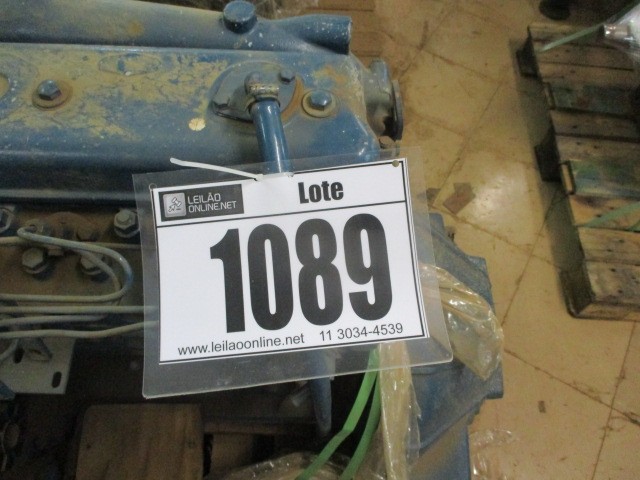 LEILÃO
ONLINE.NET
Lote
1089
www.leilaoonline.net 11 3034-4539